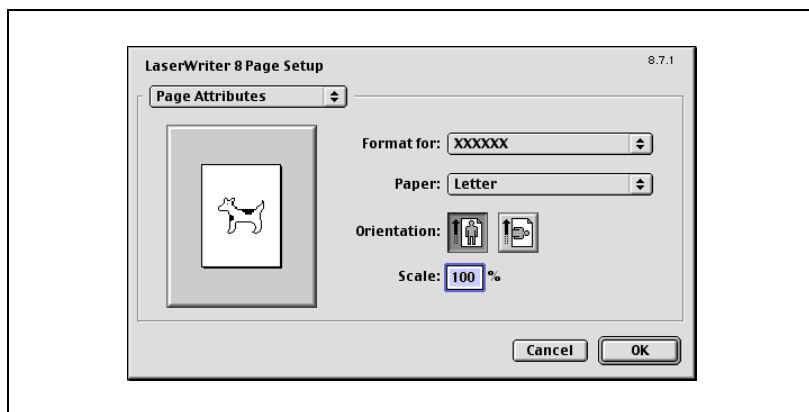 LaserWriter 8 Page Setup 8.7.1
Page Attributes
Format for: XXXXXX
Paper: Letter
Orientation:
Scale: 100 %
Cancel OK